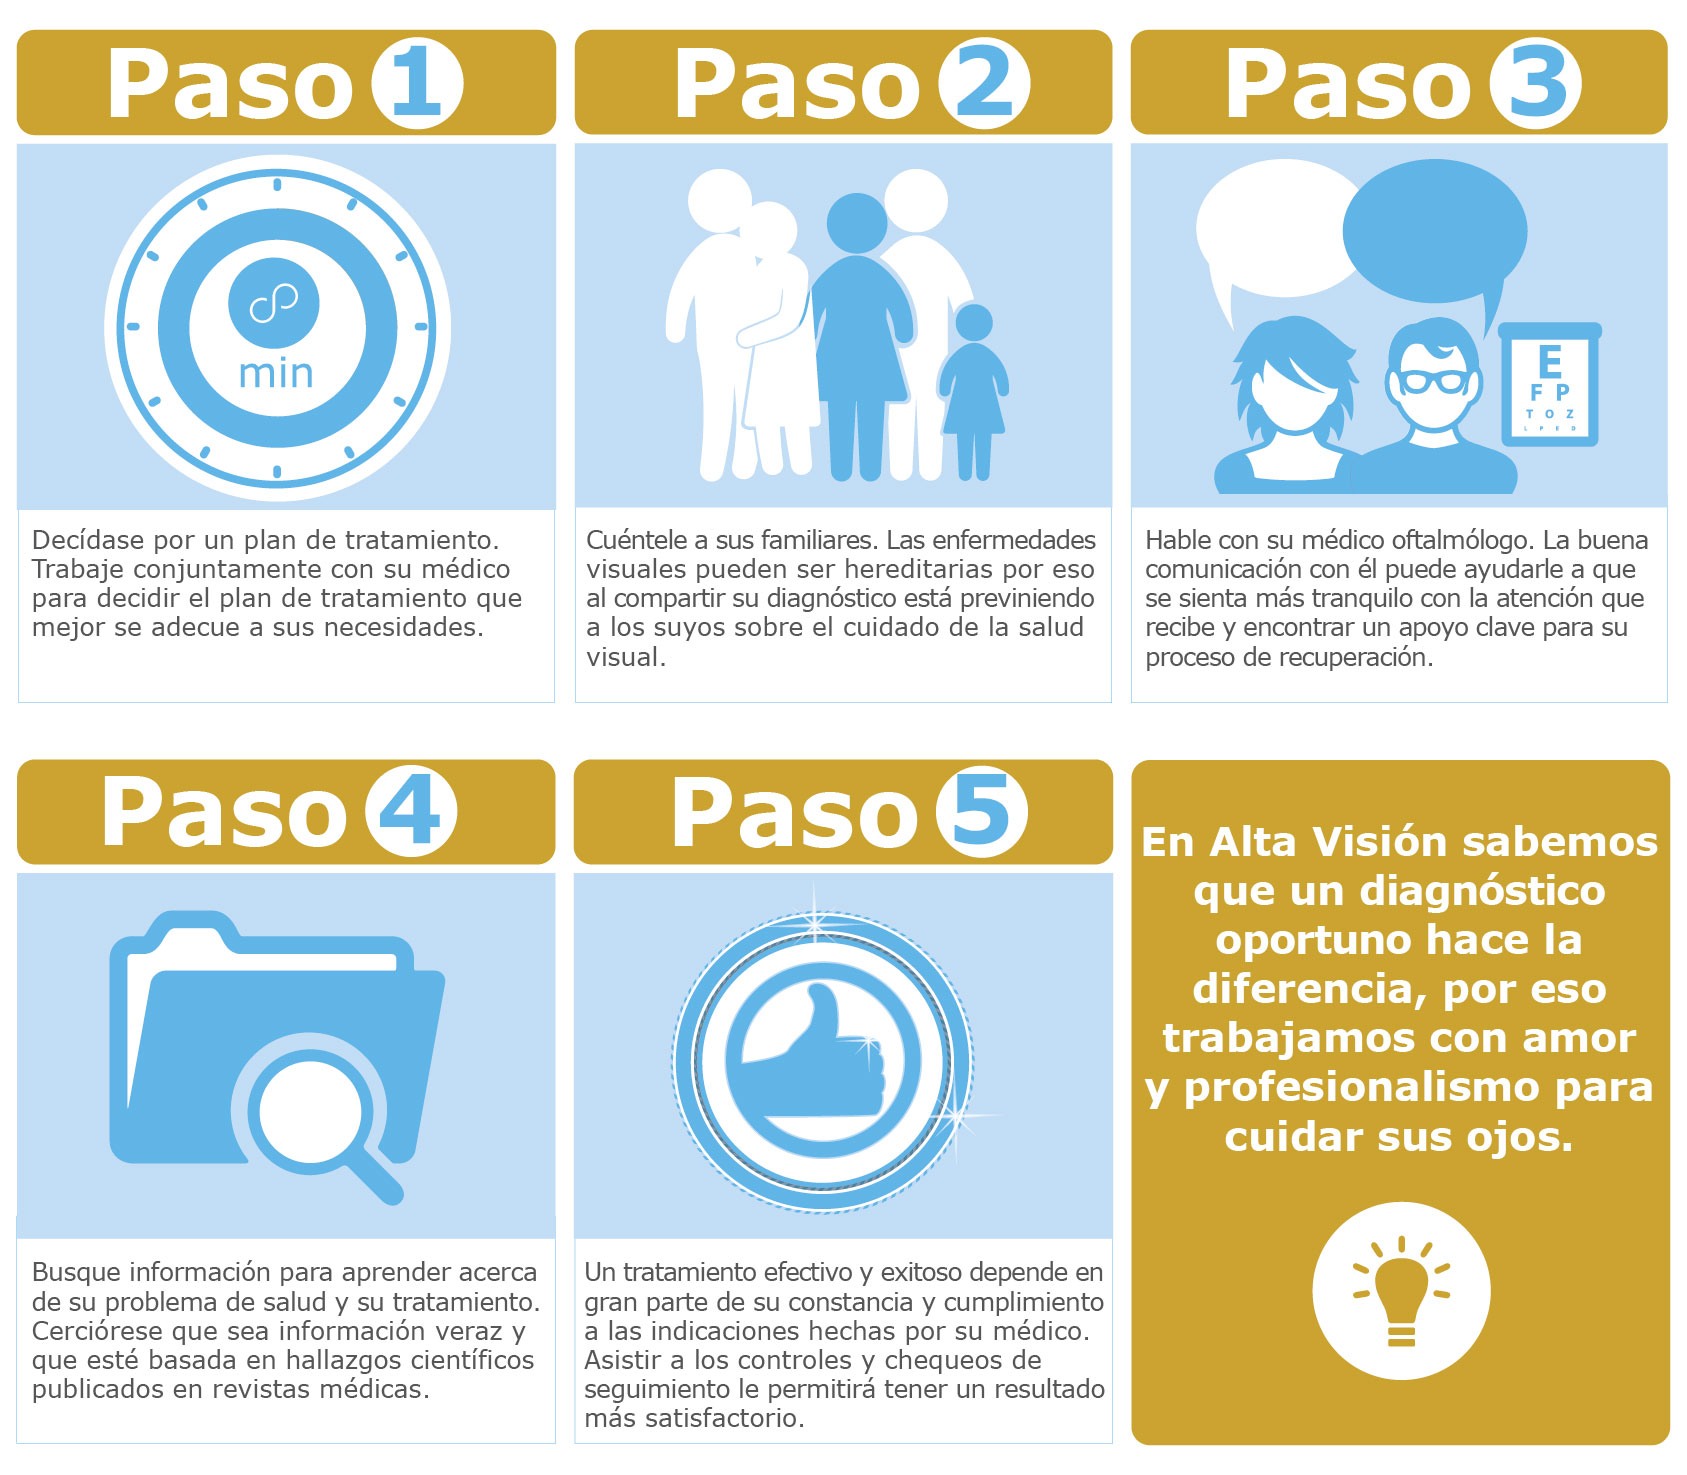 Paso 1
min
Decídase por un plan de tratamiento.
Trabaje conjuntamente con su médico
para decidir el plan de tratamiento que
mejor se adecue a sus necesidades.
Paso 2
Cuéntele a sus familiares. Las enfermedades
visuales pueden ser hereditarias por eso
al compartir su diagnóstico está previniendo
a los suyos sobre el cuidado de la salud
visual.
Paso 3
E
F P
T O Z
L P E D
Hable con su médico oftalmólogo. La buena
comunicación con él puede ayudarle a que
se sienta más tranquilo con la atención que
recibe y encontrar un apoyo clave para su
proceso de recuperación.
Paso 4
Busque información para aprender acerca
de su problema de salud y su tratamiento.
Cerciórese que sea información veraz y
que esté basada en hallazgos científicos
publicados en revistas médicas.
Paso 5
Un tratamiento efectivo y exitoso depende en
gran parte de su constancia y cumplimiento
a las indicaciones hechas por su médico.
Asistir a los controles y chequeos de
seguimiento le permitirá tener un resultado
más satisfactorio.
En Alta Visión sabemos
que un diagnóstico
oportuno hace la
diferencia, por eso
trabajamos con amor
y profesionalismo para
cuidar sus ojos.